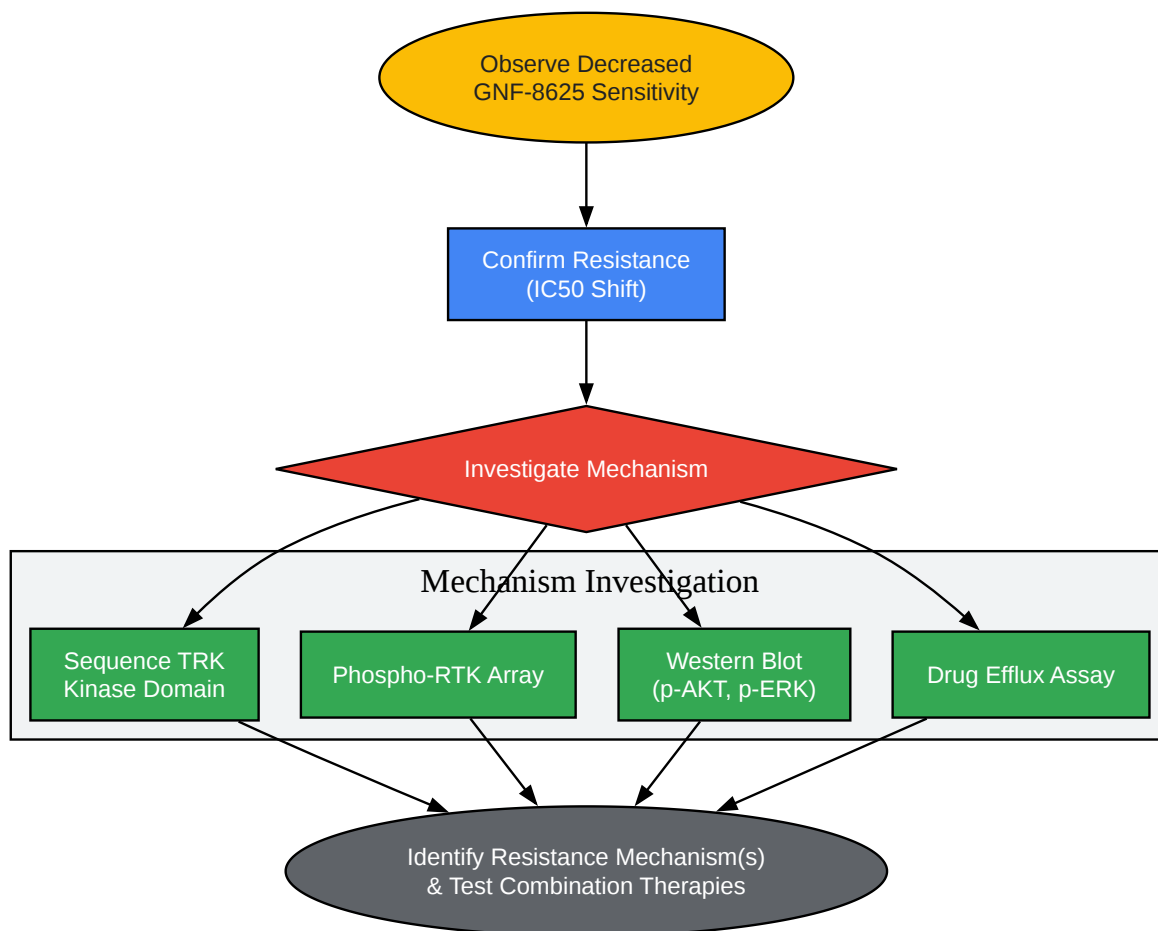 Observe Decreased
GNF-8625 Sensitivity
Confirm Resistance
(IC50 Shift)
Investigate Mechanism
Mechanism Investigation
Sequence TRK
Kinase Domain
Phospho-RTK Array
Western Blot
(p-AKT, p-ERK)
Drug Efflux Assay
Identify Resistance Mechanism(s)
& Test Combination Therapies